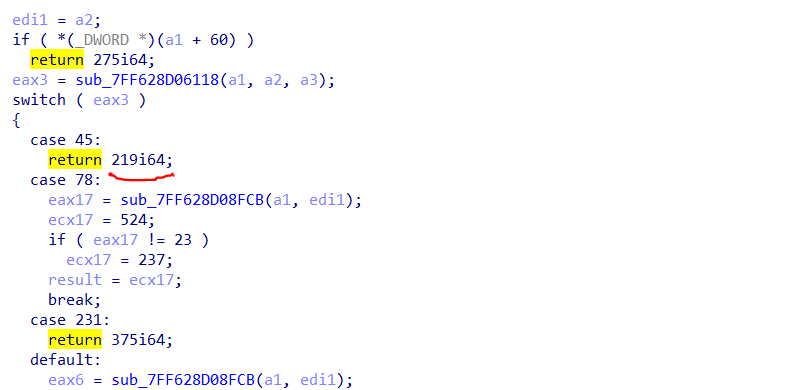 edi1 = a2;
if ( *(_DWORD *)(a1 + 60) )
return 275i64;
eax3 = sub_7FF628D06118(a1, a2, a3);
switch ( eax3 )
{
case 45:
return 219i64;
case 78:
eax17 = sub_7FF628D08FCB(a1, edi1);
ecx17 = 524;
if ( eax17 != 23 )
ecx17 = 237;
result = ecx17;
break;
case 231:
return 375i64;
default:
eax6 = sub_7FF628D08FCB(a1, edi1);